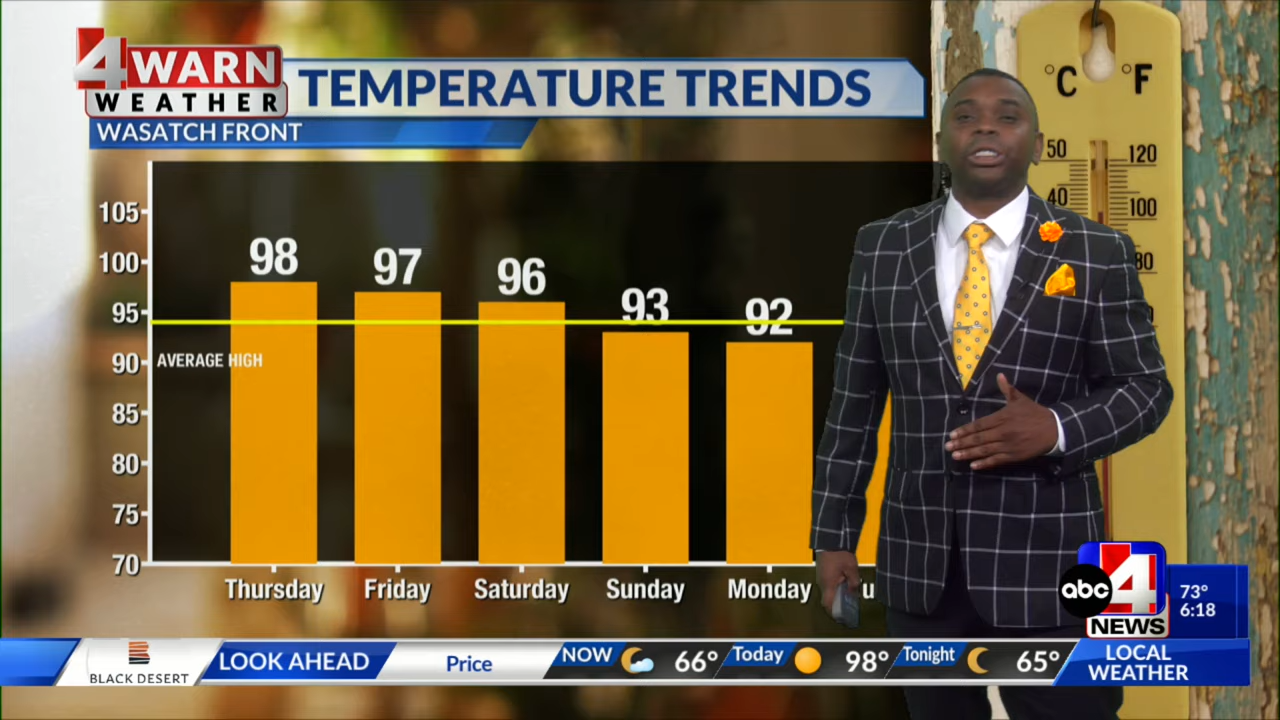 4WARN
WEATHER
TEMPERATURE TRENDS
WASATCH FRONT
°C °F
50 120
40 100
80
105
100
95
90
85
80
75
70
98
97
96
93
92
AVERAGE HIGH
Thursday Friday Saturday Sunday Monday
abc 4
NEWS
73°
6:18
BLACK DESERT
LOOK AHEAD
Price
NOW 66°
Today 98°
Tonight 65°
LOCAL
WEATHER